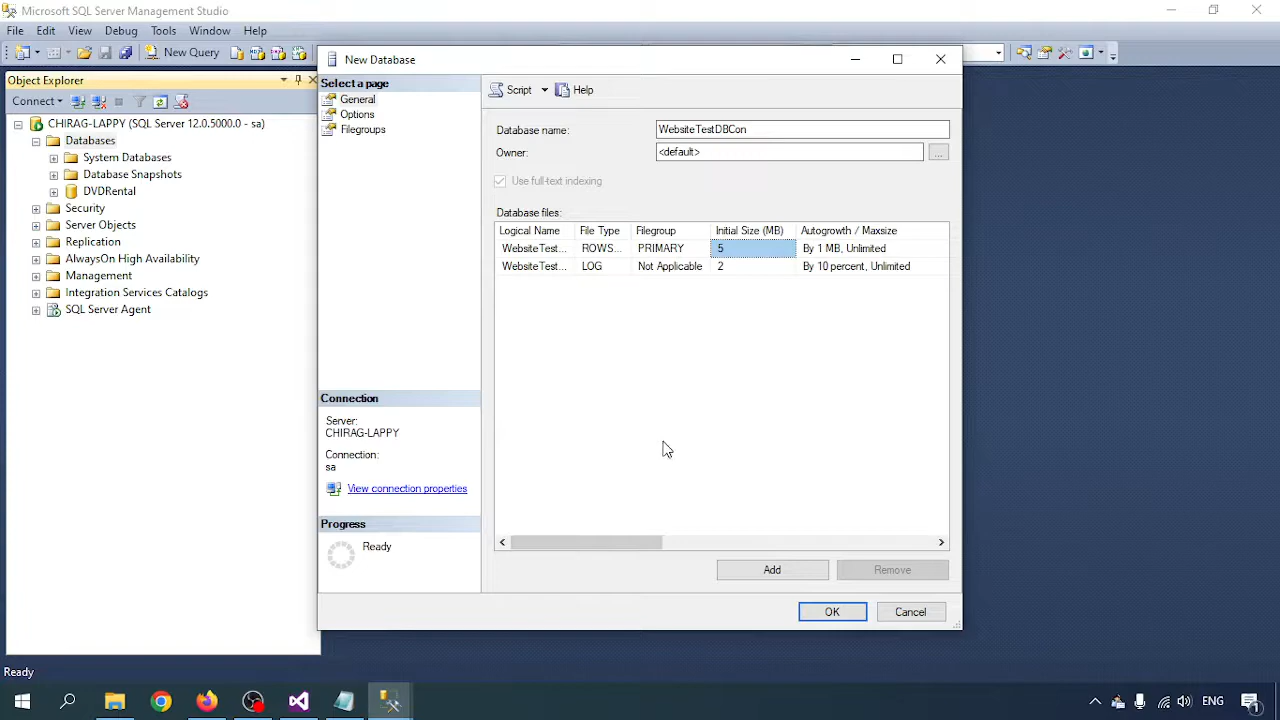 Microsoft SQL Server Management Studio
File Edit View Debug Tools Window Help
New Query
Object Explorer
Connect
CHIRAG-LAPPY (SQL Server 12.0.5000.0 - sa)
Databases
System Databases
Database Snapshots
DVDRental
Security
Server Objects
Replication
AlwaysOn High Availability
Management
Integration Services Catalogs
SQL Server Agent
New Database
Select a page
General
Options
Filegroups
Script Help
Database name: WebsiteTestDBCon
Owner: <default> ...
Use full-text indexing
Database files:
Logical Name File Type Filegroup Initial Size (MB) Autogrowth / Maxsize
WebsiteTest... ROWS... PRIMARY 5 By 1 MB, Unlimited
WebsiteTest... LOG Not Applicable 2 By 10 percent, Unlimited
Connection
Server:
CHIRAG-LAPPY
Connection:
sa
View connection properties
Progress
Ready
Add Remove
OK Cancel
Ready
ENG
1